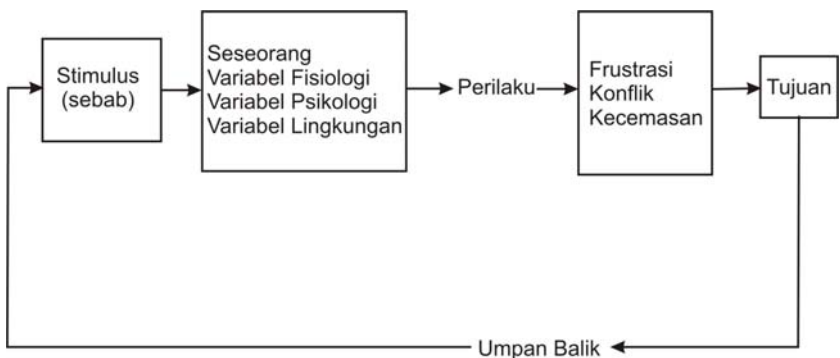 Stimulus
(sebab)
Seseorang
Variabel Fisiologi
Variabel Psikologi
Variabel Lingkungan
Perilaku
Frustrasi
Konflik
Kecemasan
Tujuan
Umpan Balik